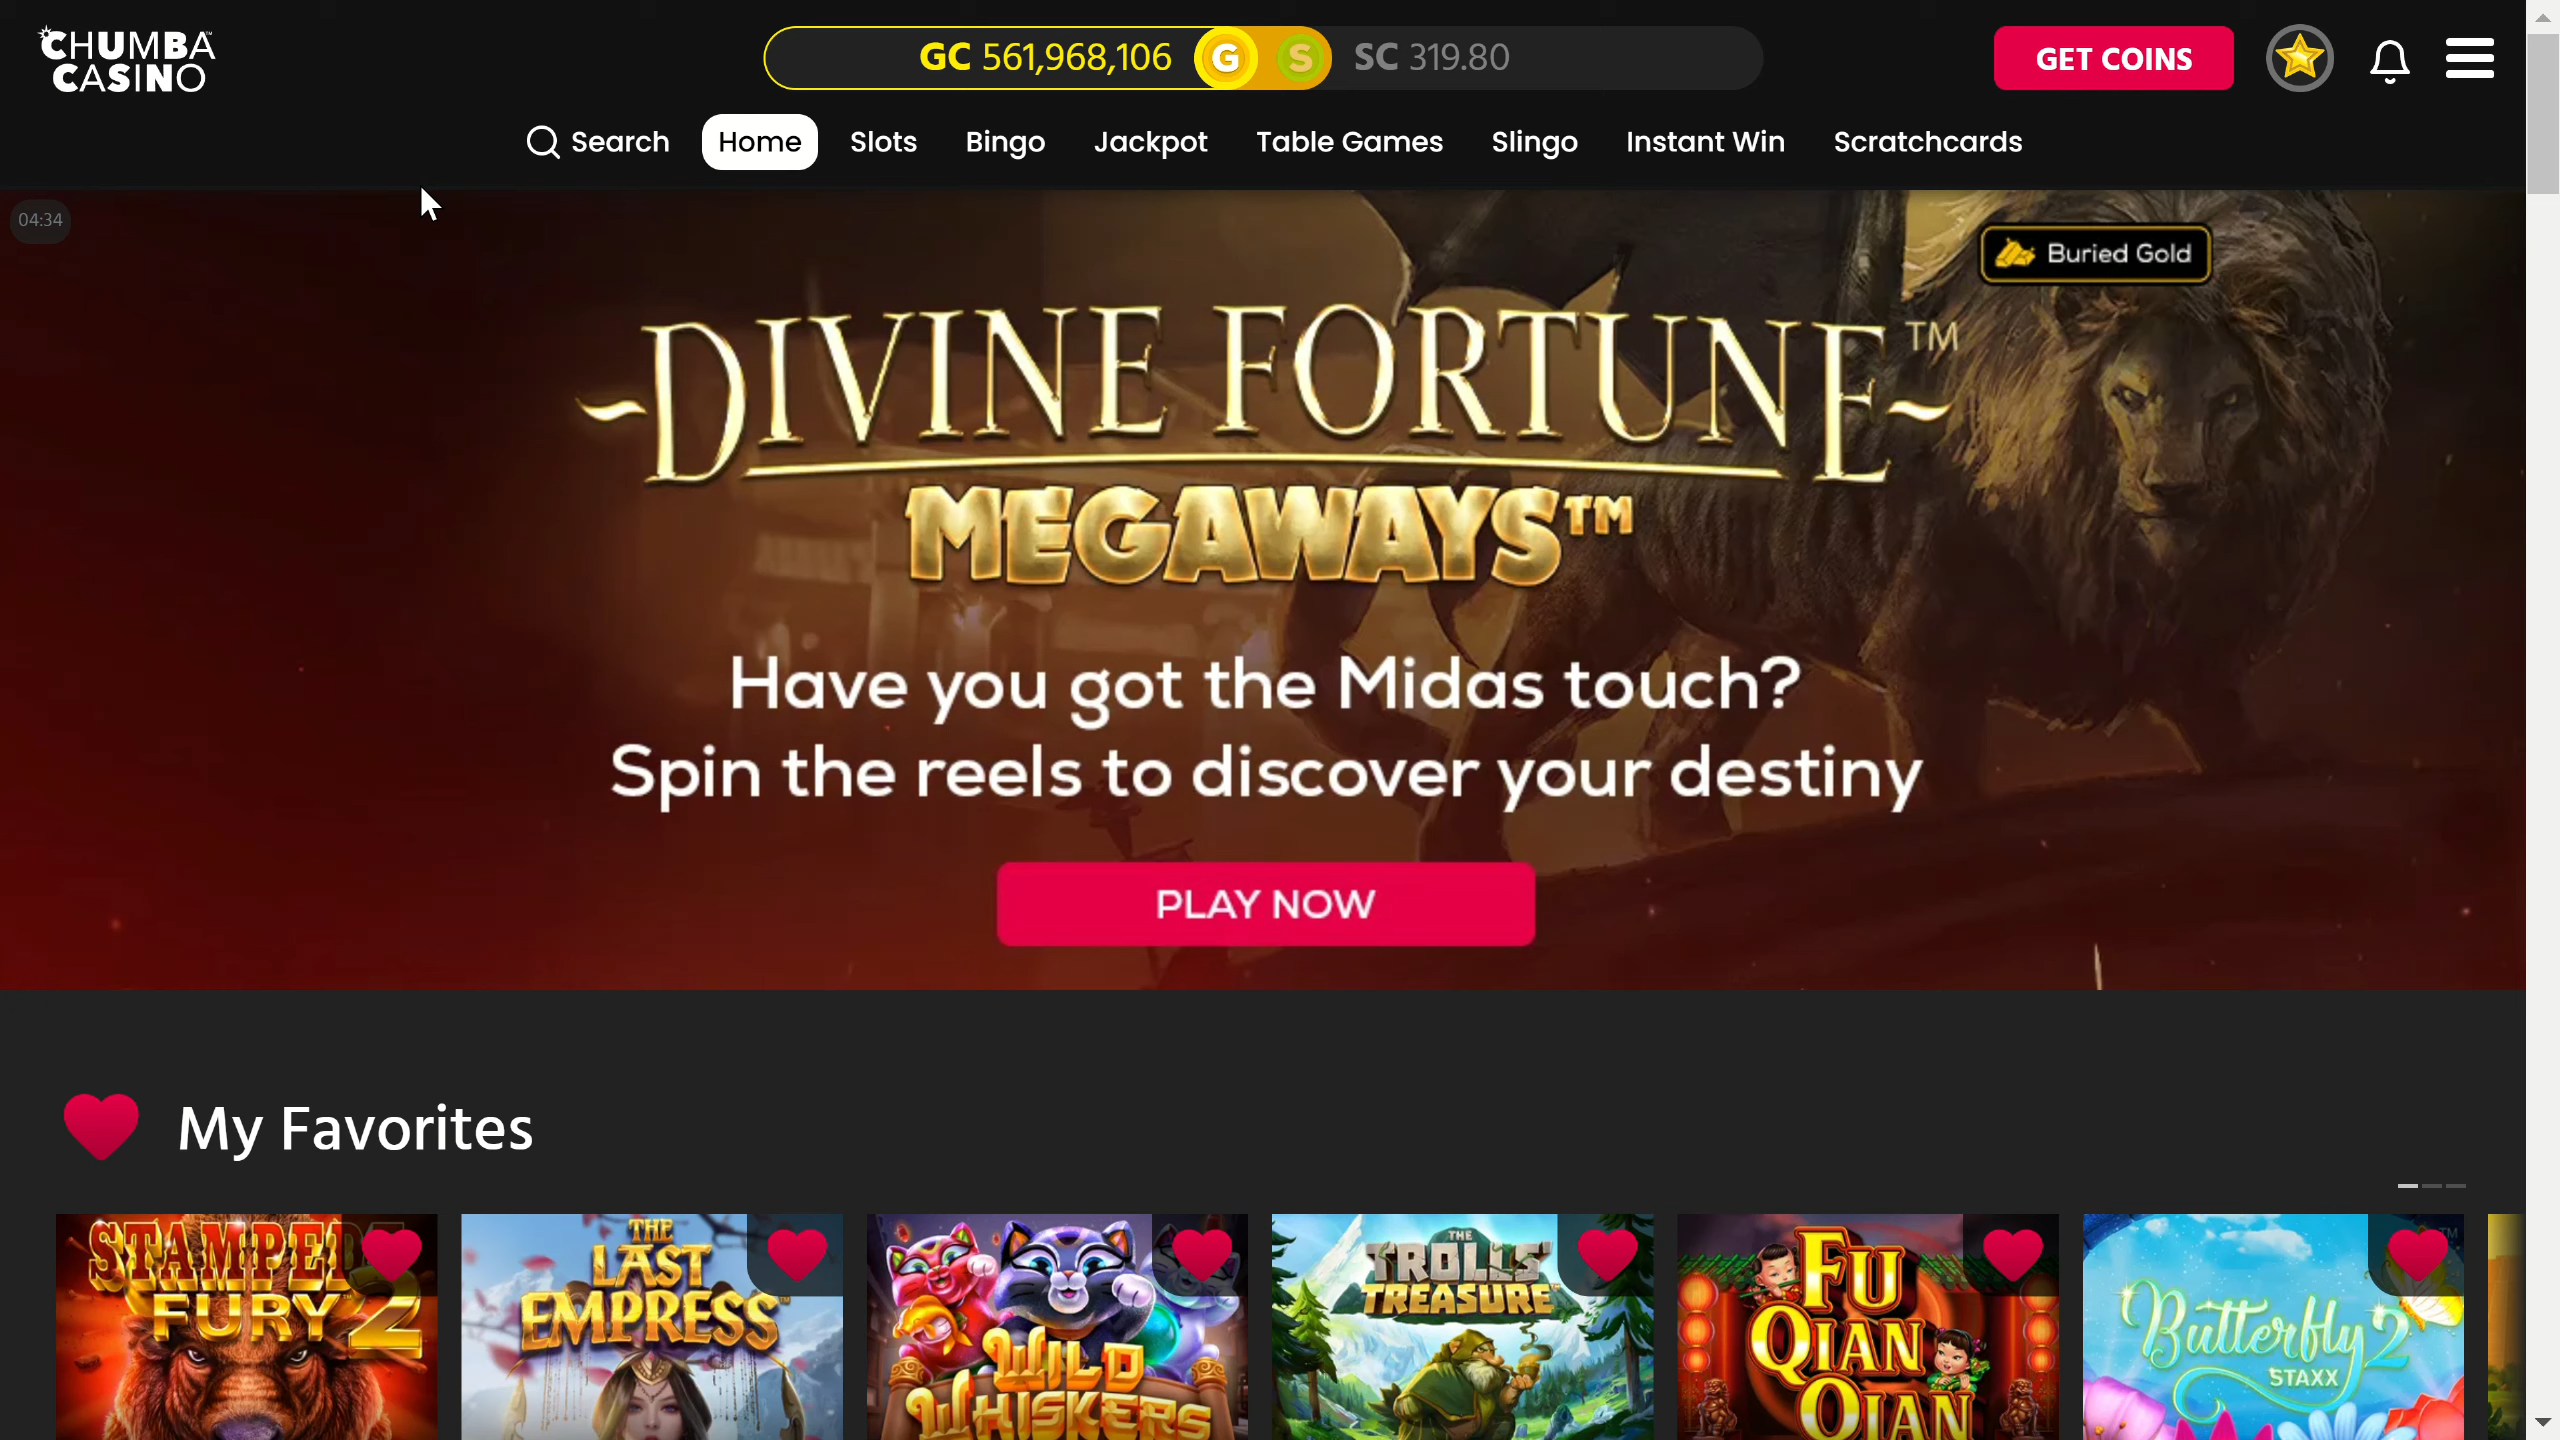 CHUMBA
CASINO
GC 561,968,106 G S SC 319.80
GET COINS
Search Home Slots Bingo Jackpot Table Games Slingo Instant Win Scratchcards
04:34
Buried Gold
~DIVINE FORTUNE~™
MEGAWAYS™
Have you got the Midas touch?
Spin the reels to discover your destiny
PLAY NOW
My Favorites
STAMPEDE
FURY 2
THE
LAST
EMPRESS
WILD
WHISKERS
THE
TROLLS'
TREASURE
FU
QIAN
QIAN
Butterfly 2
STAXX